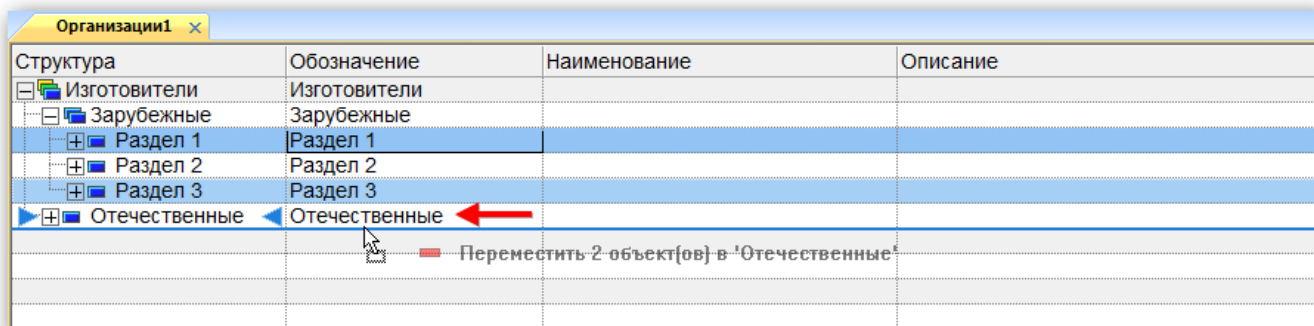 Организации1
Структура Обозначение Наименование Описание
Изготовители Изготовители
Зарубежные Зарубежные
Раздел 1 Раздел 1
Раздел 2 Раздел 2
Раздел 3 Раздел 3
Отечественные Отечественные
Переместить 2 объект(ов) в 'Отечественные'